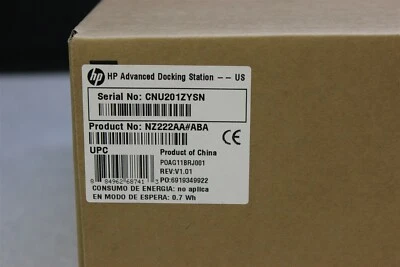 hp HP Advanced Docking Station -- US
Serial No: CNU201ZYSN
Product No: NZ222AA#ABA
UPC
Product of China
CE
POAG11BRJ001
REV:V1.01
PO:6919349922
CONSUMO DE ENERGIA: no aplica
EN MODO DE ESPERA: 0.7 Wh